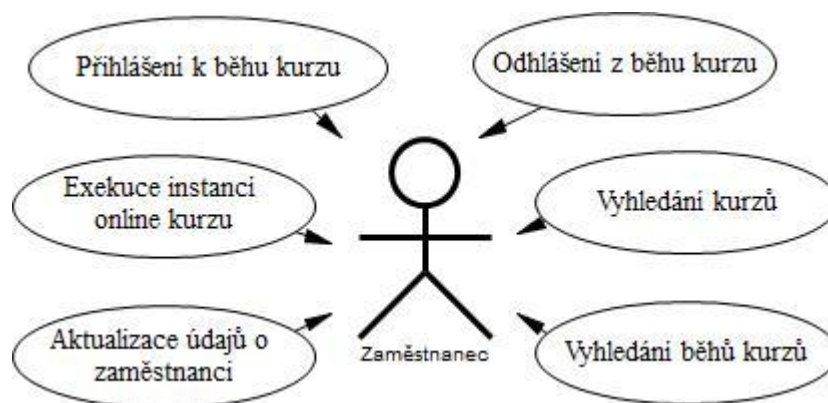 Přihlášení k běhu kurzu
Odhlášení z běhu kurzu
Exekuce instancí
online kurzu
Vyhledání kurzů
Aktualizace údajů o
zaměstnanci
Zaměstnanec
Vyhledání běhů kurzů